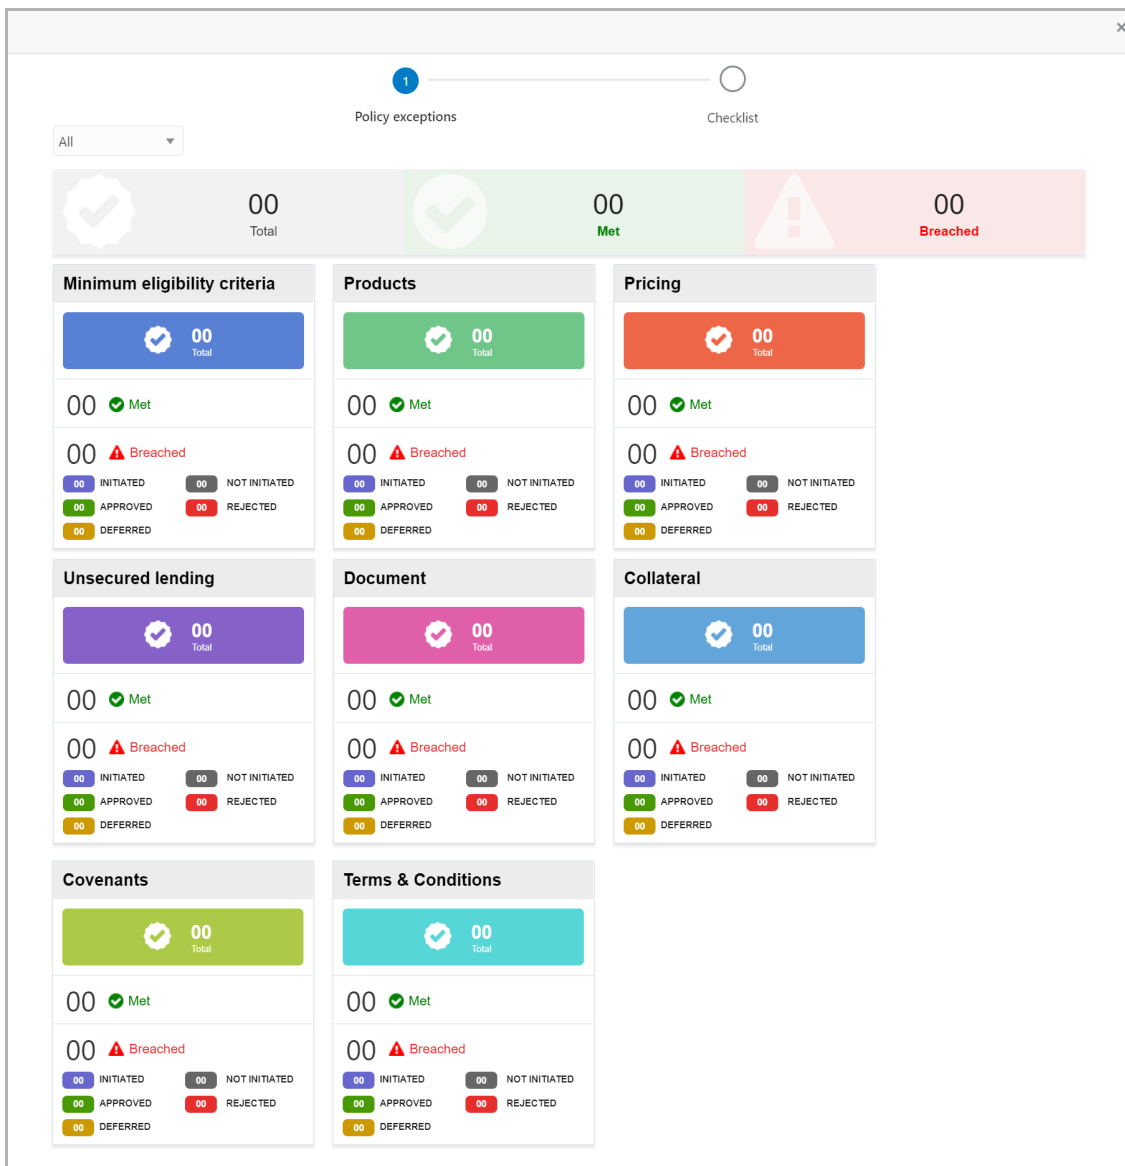 ×
1
Policy exceptions
Checklist
All
00
Total
00
Met
00
Breached
Minimum eligibility criteria
00
Total
00 Met
00 Breached
00 INITIATED 00 NOT INITIATED
00 APPROVED 00 REJECTED
00 DEFERRED
Products
00
Total
00 Met
00 Breached
00 INITIATED 00 NOT INITIATED
00 APPROVED 00 REJECTED
00 DEFERRED
Pricing
00
Total
00 Met
00 Breached
00 INITIATED 00 NOT INITIATED
00 APPROVED 00 REJECTED
00 DEFERRED
Unsecured lending
00
Total
00 Met
00 Breached
00 INITIATED 00 NOT INITIATED
00 APPROVED 00 REJECTED
00 DEFERRED
Document
00
Total
00 Met
00 Breached
00 INITIATED 00 NOT INITIATED
00 APPROVED 00 REJECTED
00 DEFERRED
Collateral
00
Total
00 Met
00 Breached
00 INITIATED 00 NOT INITIATED
00 APPROVED 00 REJECTED
00 DEFERRED
Covenants
00
Total
00 Met
00 Breached
00 INITIATED 00 NOT INITIATED
00 APPROVED 00 REJECTED
00 DEFERRED
Terms & Conditions
00
Total
00 Met
00 Breached
00 INITIATED 00 NOT INITIATED
00 APPROVED 00 REJECTED
00 DEFERRED